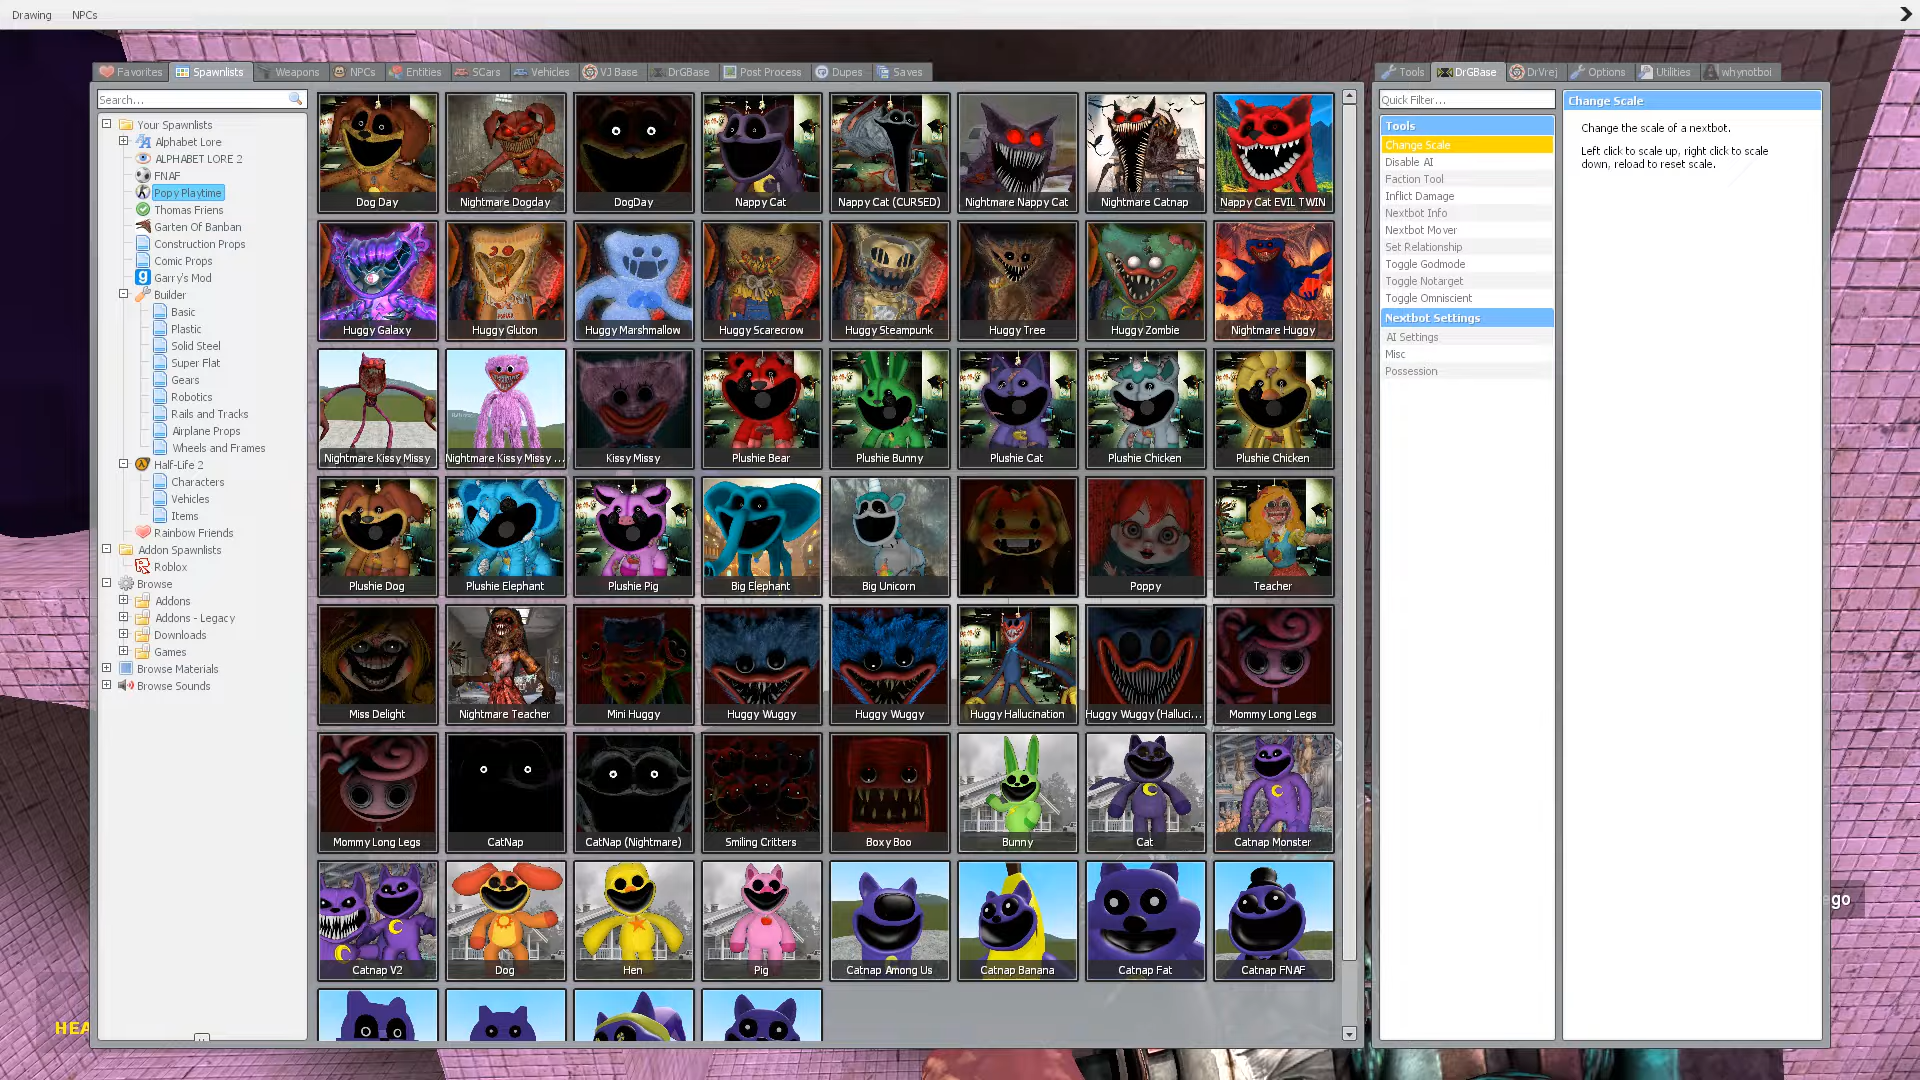 Drawing NPCs
Favorites Spawnlists Weapons NPCs Entities SCars Vehicles VJ Base DrGBase Post Process Dupes Saves
Tools DrGBase DrVrej Options Utilities whynotboi
Search...
Your Spawnlists
Alphabet Lore
ALPHABET LORE 2
FNAF
Popy Playtime
Thomas Friens
Garten Of Banban
Construction Props
Comic Props
Garry's Mod
Builder
Basic
Plastic
Solid Steel
Super Flat
Gears
Robotics
Rails and Tracks
Airplane Props
Wheels and Frames
Half-Life 2
Characters
Vehicles
Items
Rainbow Friends
Addon Spawnlists
Roblox
Browse
Addons
Addons - Legacy
Downloads
Games
Browse Materials
Browse Sounds
Dog Day Nightmare Dogday DogDay Nappy Cat Nappy Cat (CURSED) Nightmare Nappy Cat Nightmare Catnap Nappy Cat EVIL TWIN
Huggy Galaxy Huggy Gluton Huggy Marshmallow Huggy Scarecrow Huggy Steampunk Huggy Tree Huggy Zombie Nightmare Huggy
Nightmare Kissy Missy Nightmare Kissy Missy ... Kissy Missy Plushie Bear Plushie Bunny Plushie Cat Plushie Chicken Plushie Chicken
Plushie Dog Plushie Elephant Plushie Pig Big Elephant Big Unicorn Poppy Teacher
Miss Delight Nightmare Teacher Mini Huggy Huggy Wuggy Huggy Wuggy Huggy Hallucination Huggy Wuggy (Halluci... Mommy Long Legs
Mommy Long Legs CatNap CatNap (Nightmare) Smiling Critters Boxy Boo Bunny Cat Catnap Monster
Catnap V2 Dog Hen Pig Catnap Among Us Catnap Banana Catnap Fat Catnap FNAF
Quick Filter...
Tools
Change Scale
Disable AI
Faction Tool
Inflict Damage
Nextbot Info
Nextbot Mover
Set Relationship
Toggle Godmode
Toggle Notarget
Toggle Omniscient
Nextbot Settings
AI Settings
Misc
Possession
Change Scale
Change the scale of a nextbot.
Left click to scale up, right click to scale
down, reload to reset scale.
go
HEA